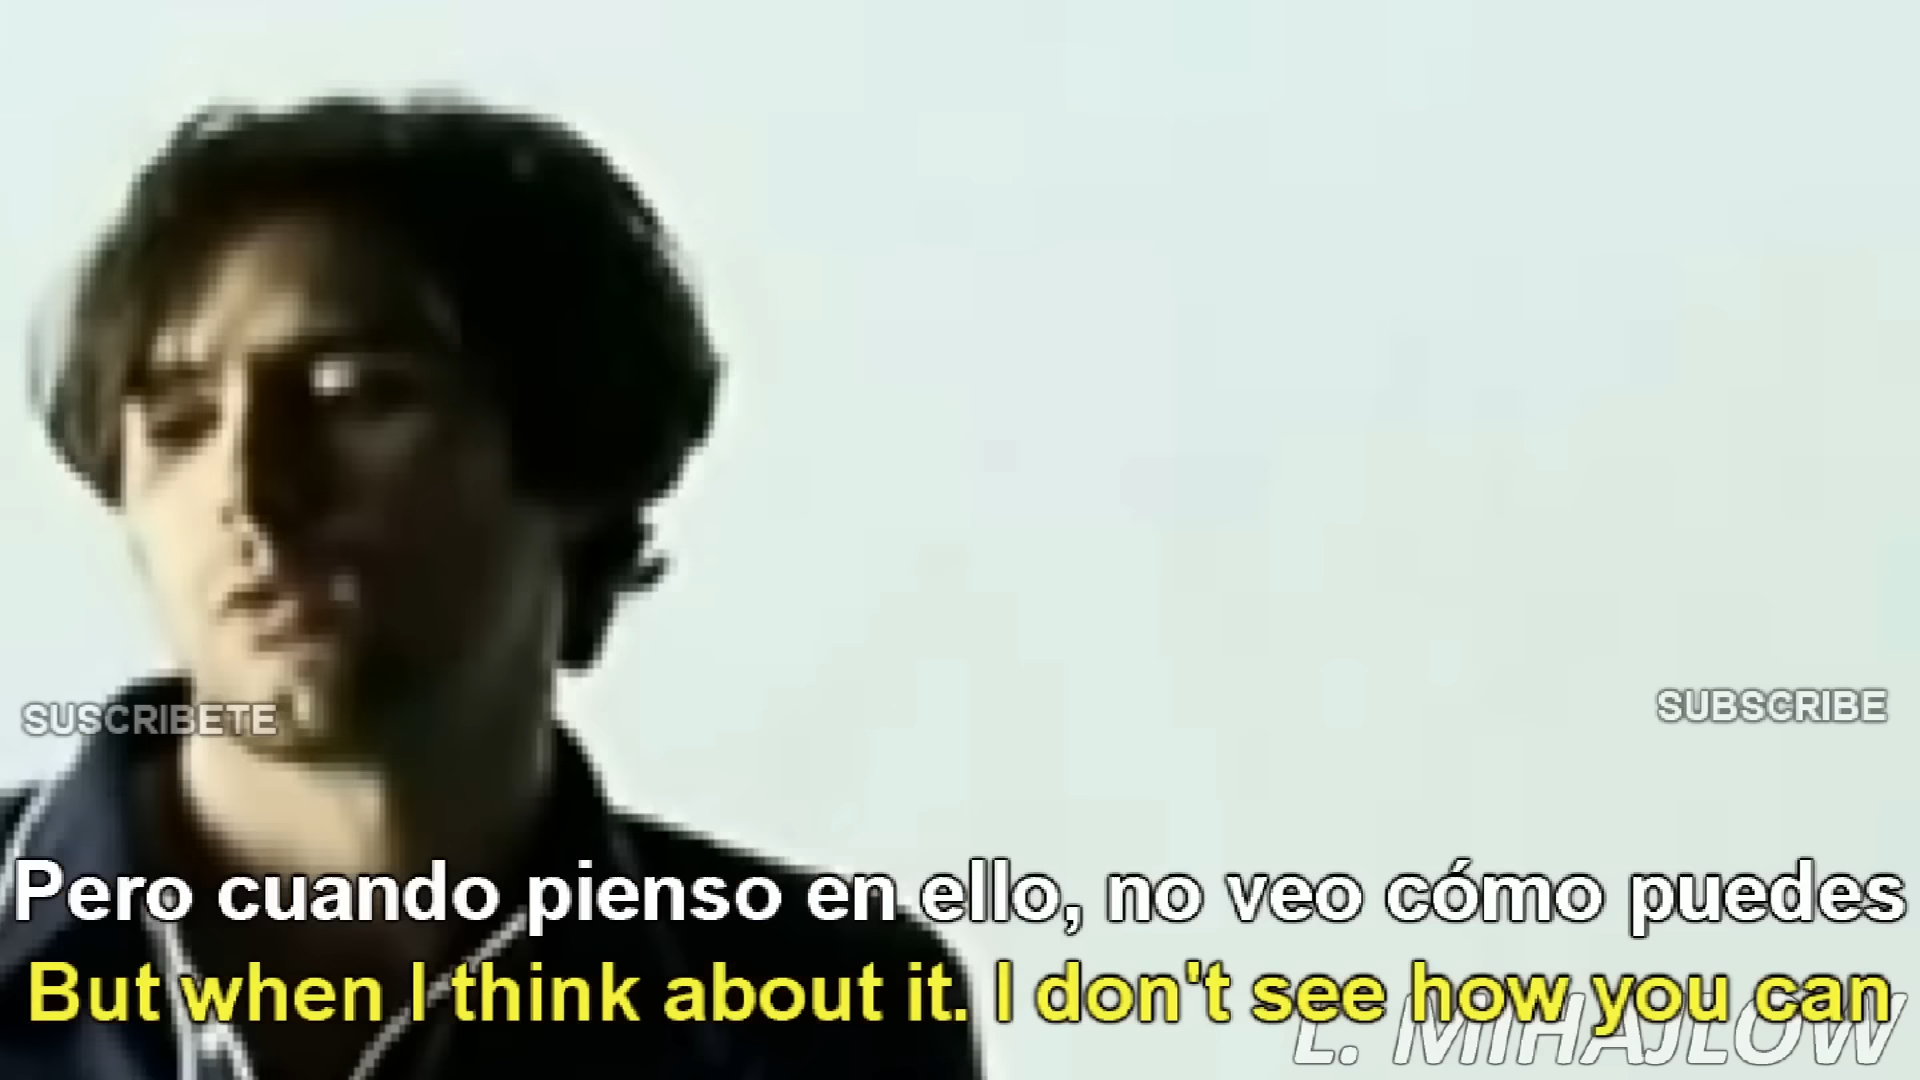 SUSCRIBETE
SUBSCRIBE
Pero cuando pienso en ello, no veo cómo puedes
But when I think about it. I don't see how you can
L. MIHAJLOW